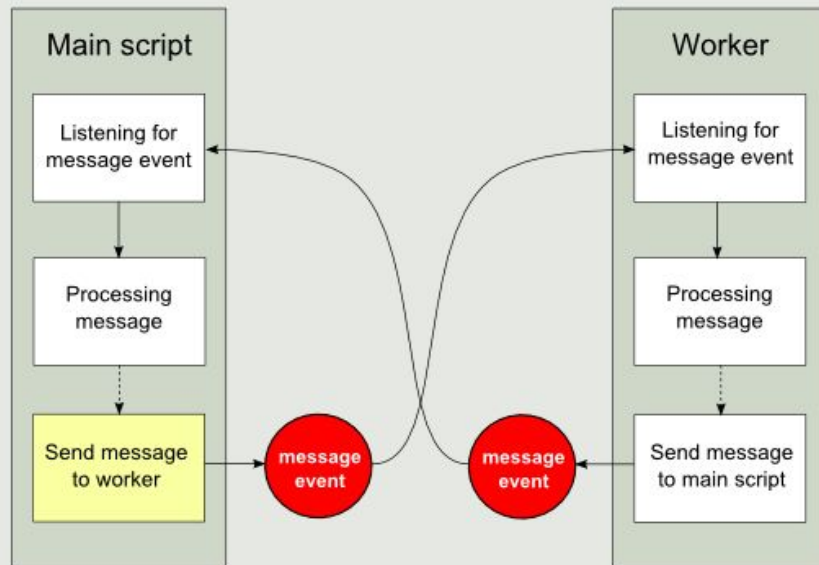 Main script
Listening for
message event
Processing
message
Send message
to worker
message
event
message
event
Worker
Listening for
message event
Processing
message
Send message
to main script